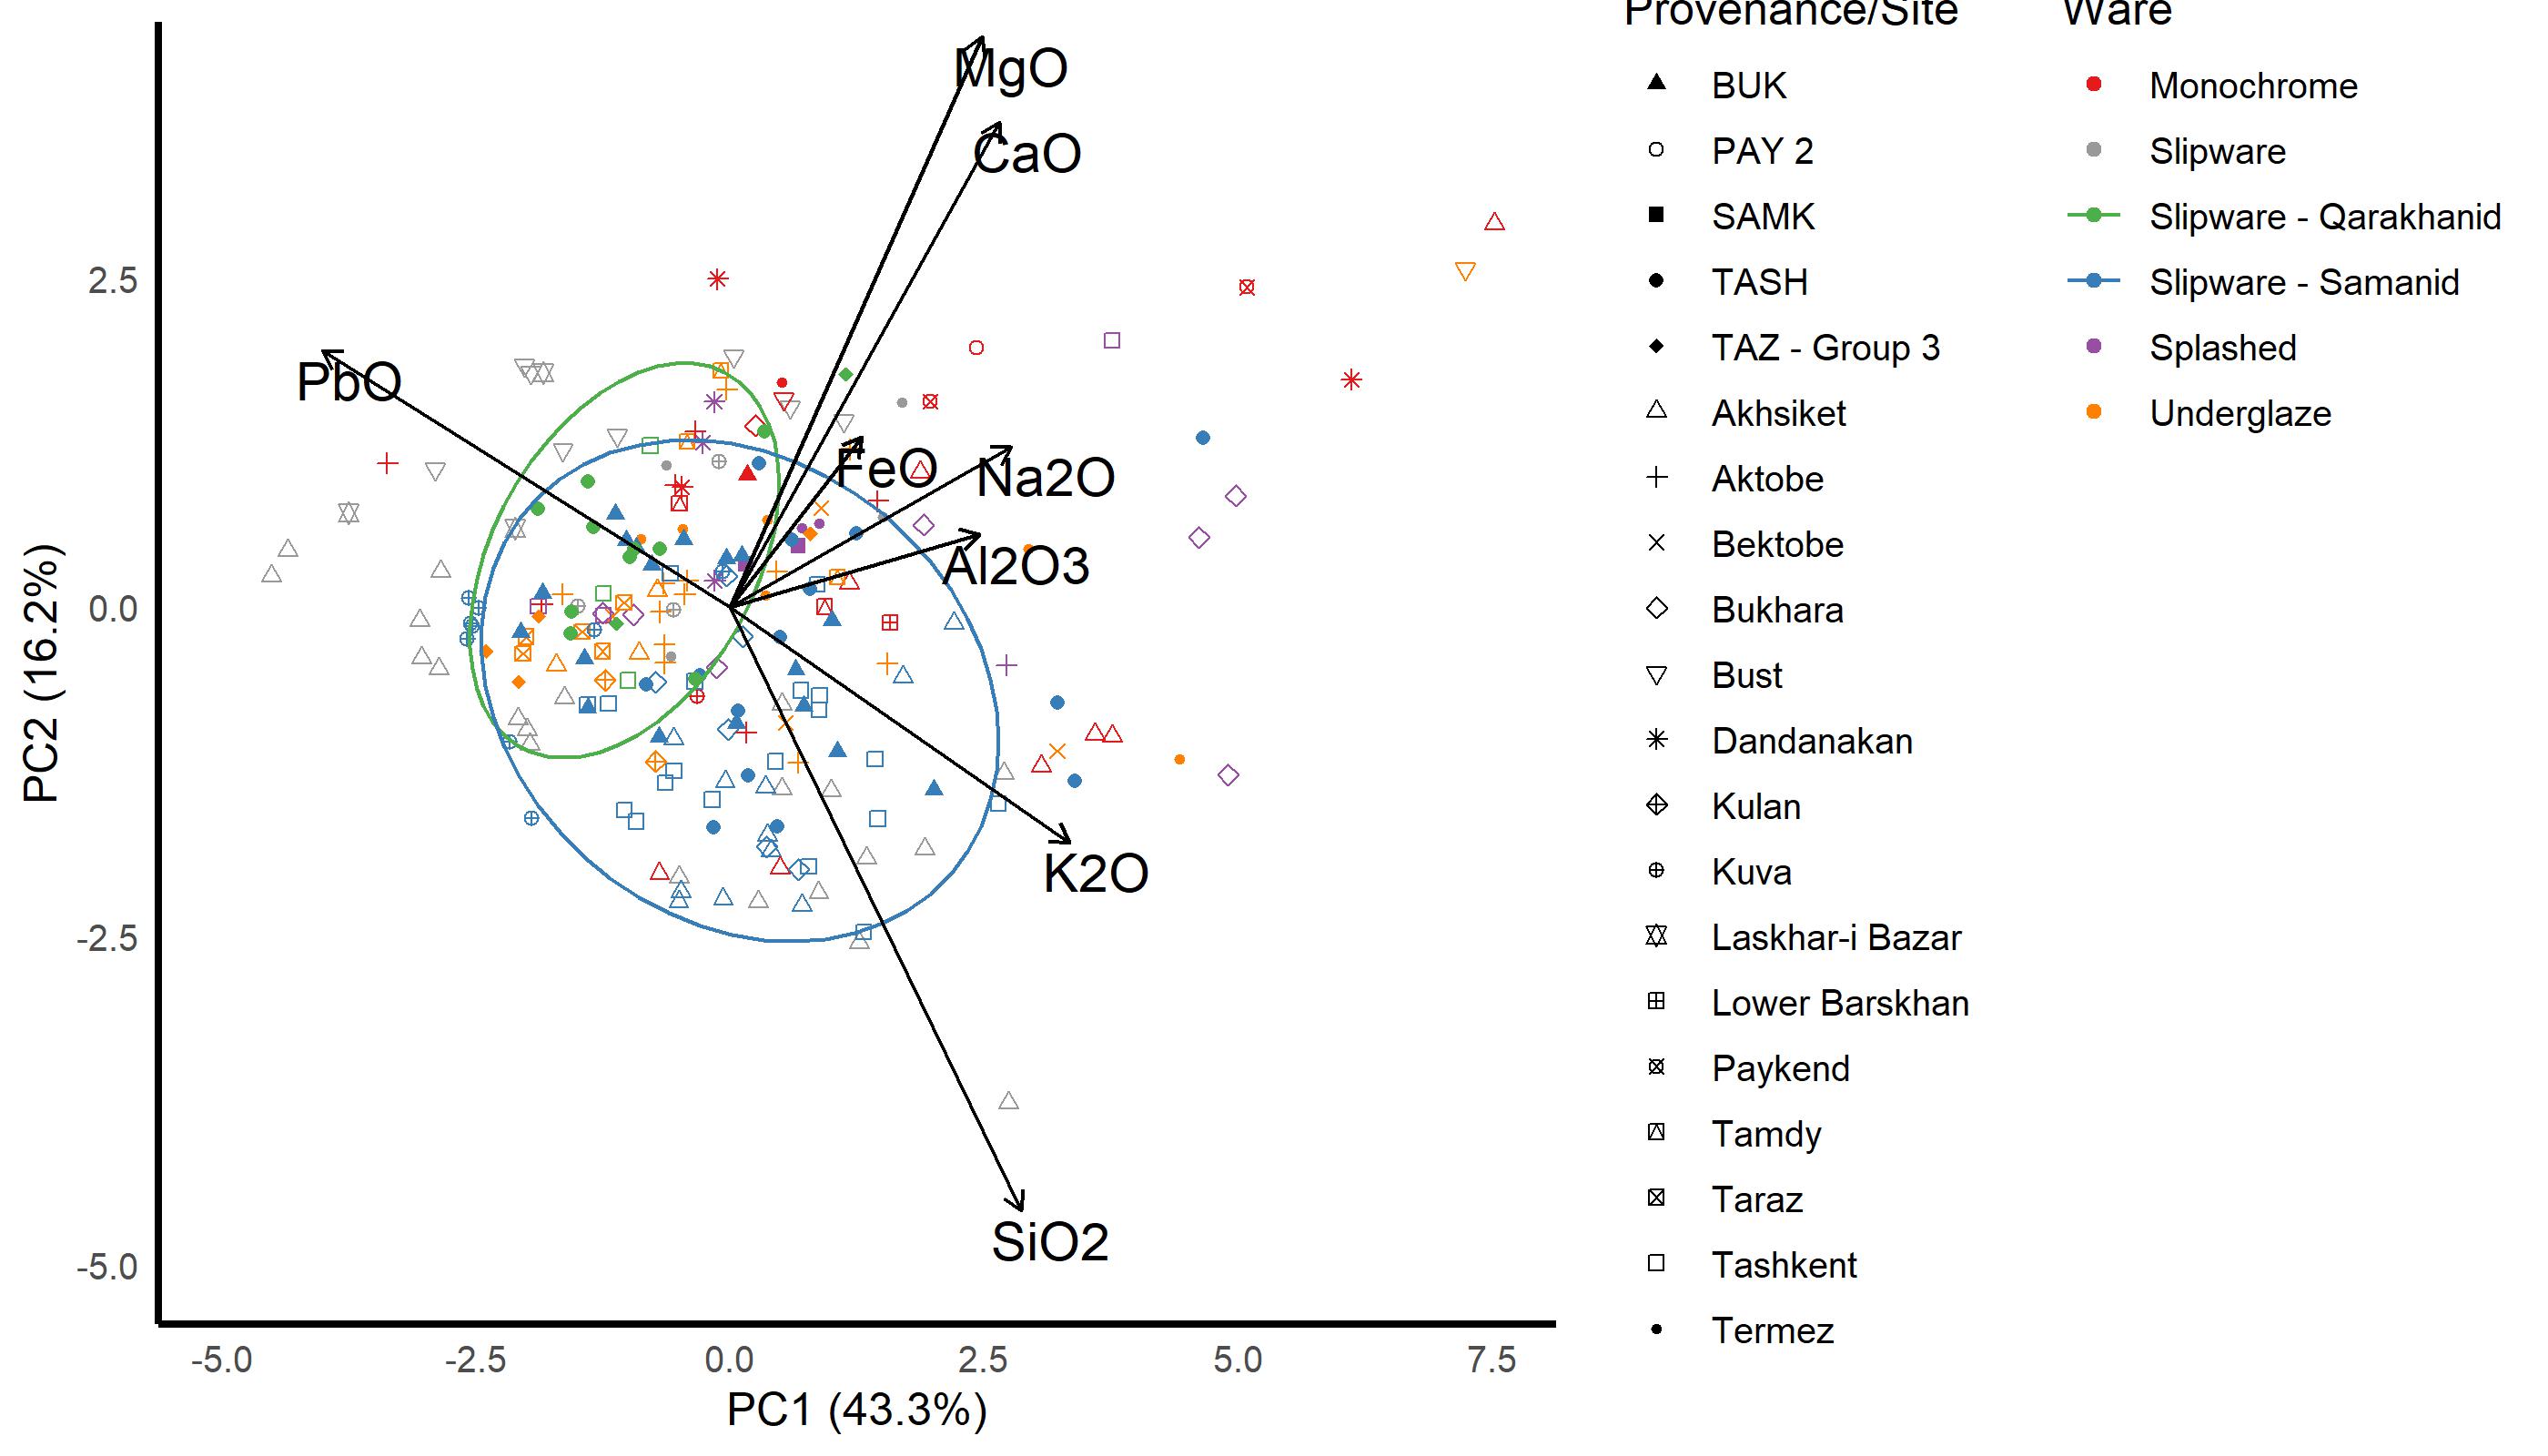 MgO
CaO
PbO
FeO
Na2O
Al2O3
K2O
SiO2
2.5
0.0
-2.5
-5.0
PC2 (16.2%)
-5.0
-2.5
0.0
2.5
5.0
7.5
PC1 (43.3%)
Provenance/Site
BUK
PAY 2
SAMK
TASH
TAZ - Group 3
Akhsiket
Aktobe
Bektobe
Bukhara
Bust
Dandanakan
Kulan
Kuva
Laskhar-i Bazar
Lower Barskhan
Paykend
Tamdy
Taraz
Tashkent
Termez
Ware
Monochrome
Slipware
Slipware - Qarakhanid
Slipware - Samanid
Splashed
Underglaze